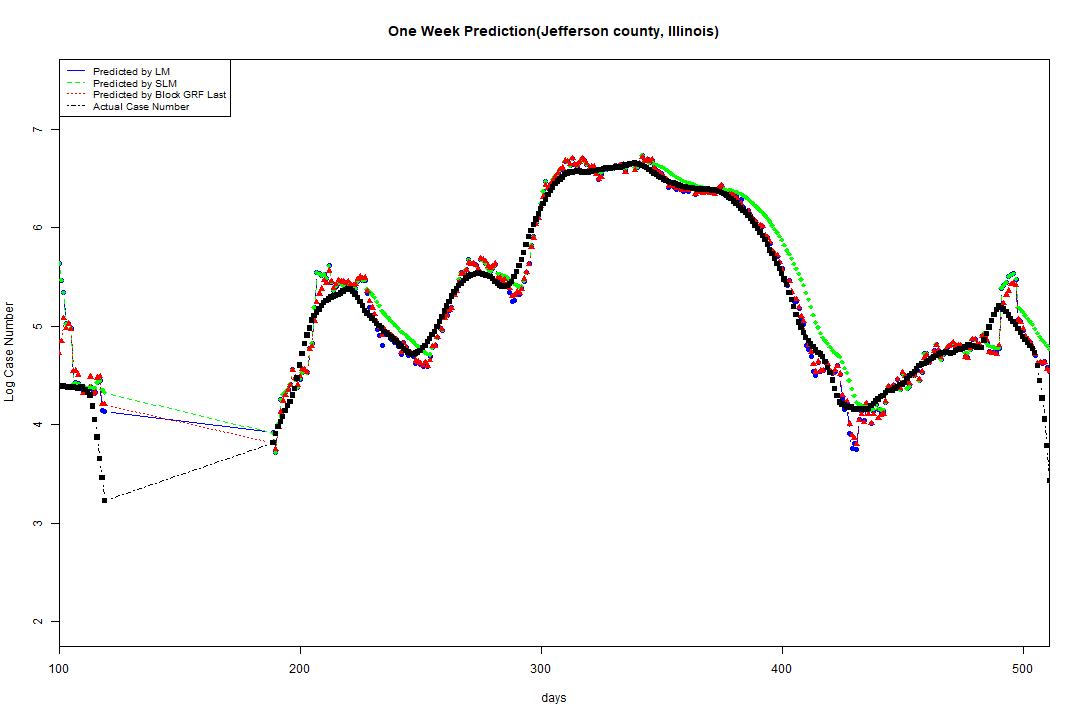 One Week Prediction(Jefferson county, Illinois)
Predicted by LM
Predicted by SLM
Predicted by Block GRF Last
Actual Case Number
7
6
5
4
3
2
Log Case Number
100 200 300 400 500
days